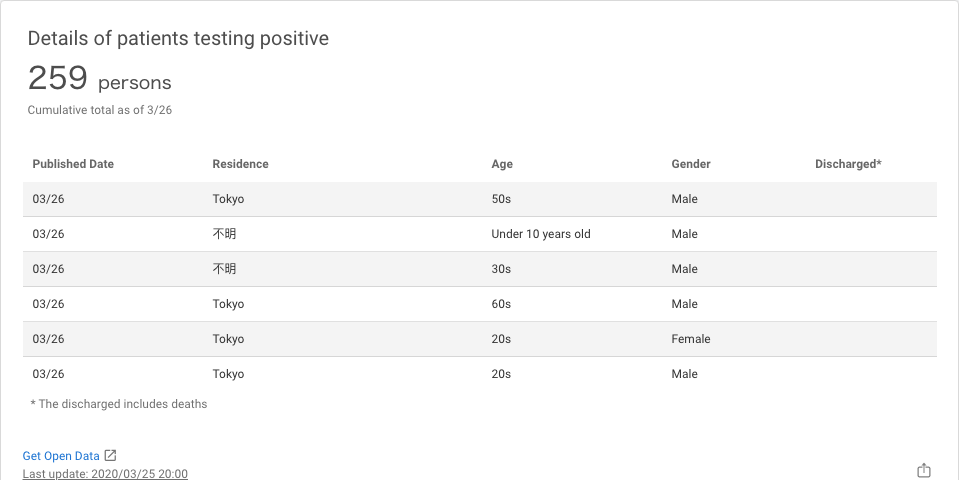 Details of patients testing positive
259 persons
Cumulative total as of 3/26
Published Date Residence Age Gender Discharged*
03/26 Tokyo 50s Male
03/26 不明 Under 10 years old Male
03/26 不明 30s Male
03/26 Tokyo 60s Male
03/26 Tokyo 20s Female
03/26 Tokyo 20s Male
* The discharged includes deaths
Get Open Data
Last update: 2020/03/25 20:00